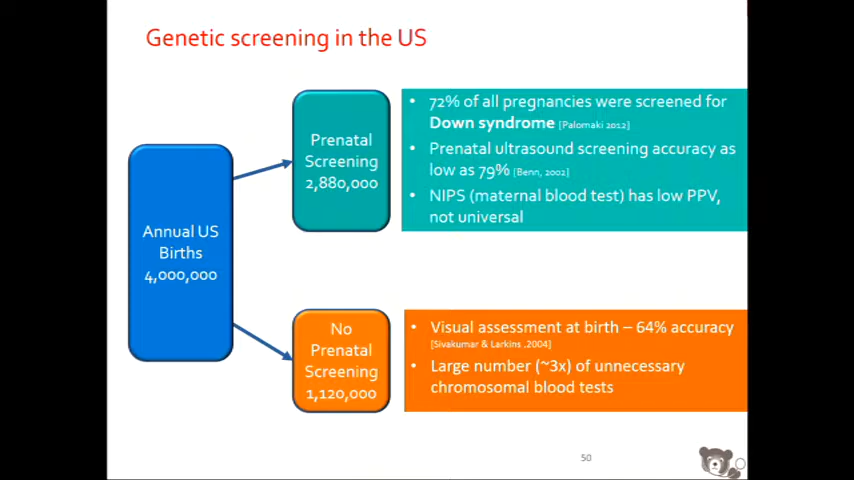 Genetic screening in the US
Annual US
Births
4,000,000
Prenatal
Screening
2,880,000
• 72% of all pregnancies were screened for
Down syndrome [Palomaki 2012]
• Prenatal ultrasound screening accuracy as
low as 79% [Benn, 2002]
• NIPS (maternal blood test) has low PPV,
not universal
No
Prenatal
Screening
1,120,000
• Visual assessment at birth – 64% accuracy
[Sivakumar & Larkins ,2004]
• Large number (~3x) of unnecessary
chromosomal blood tests
50